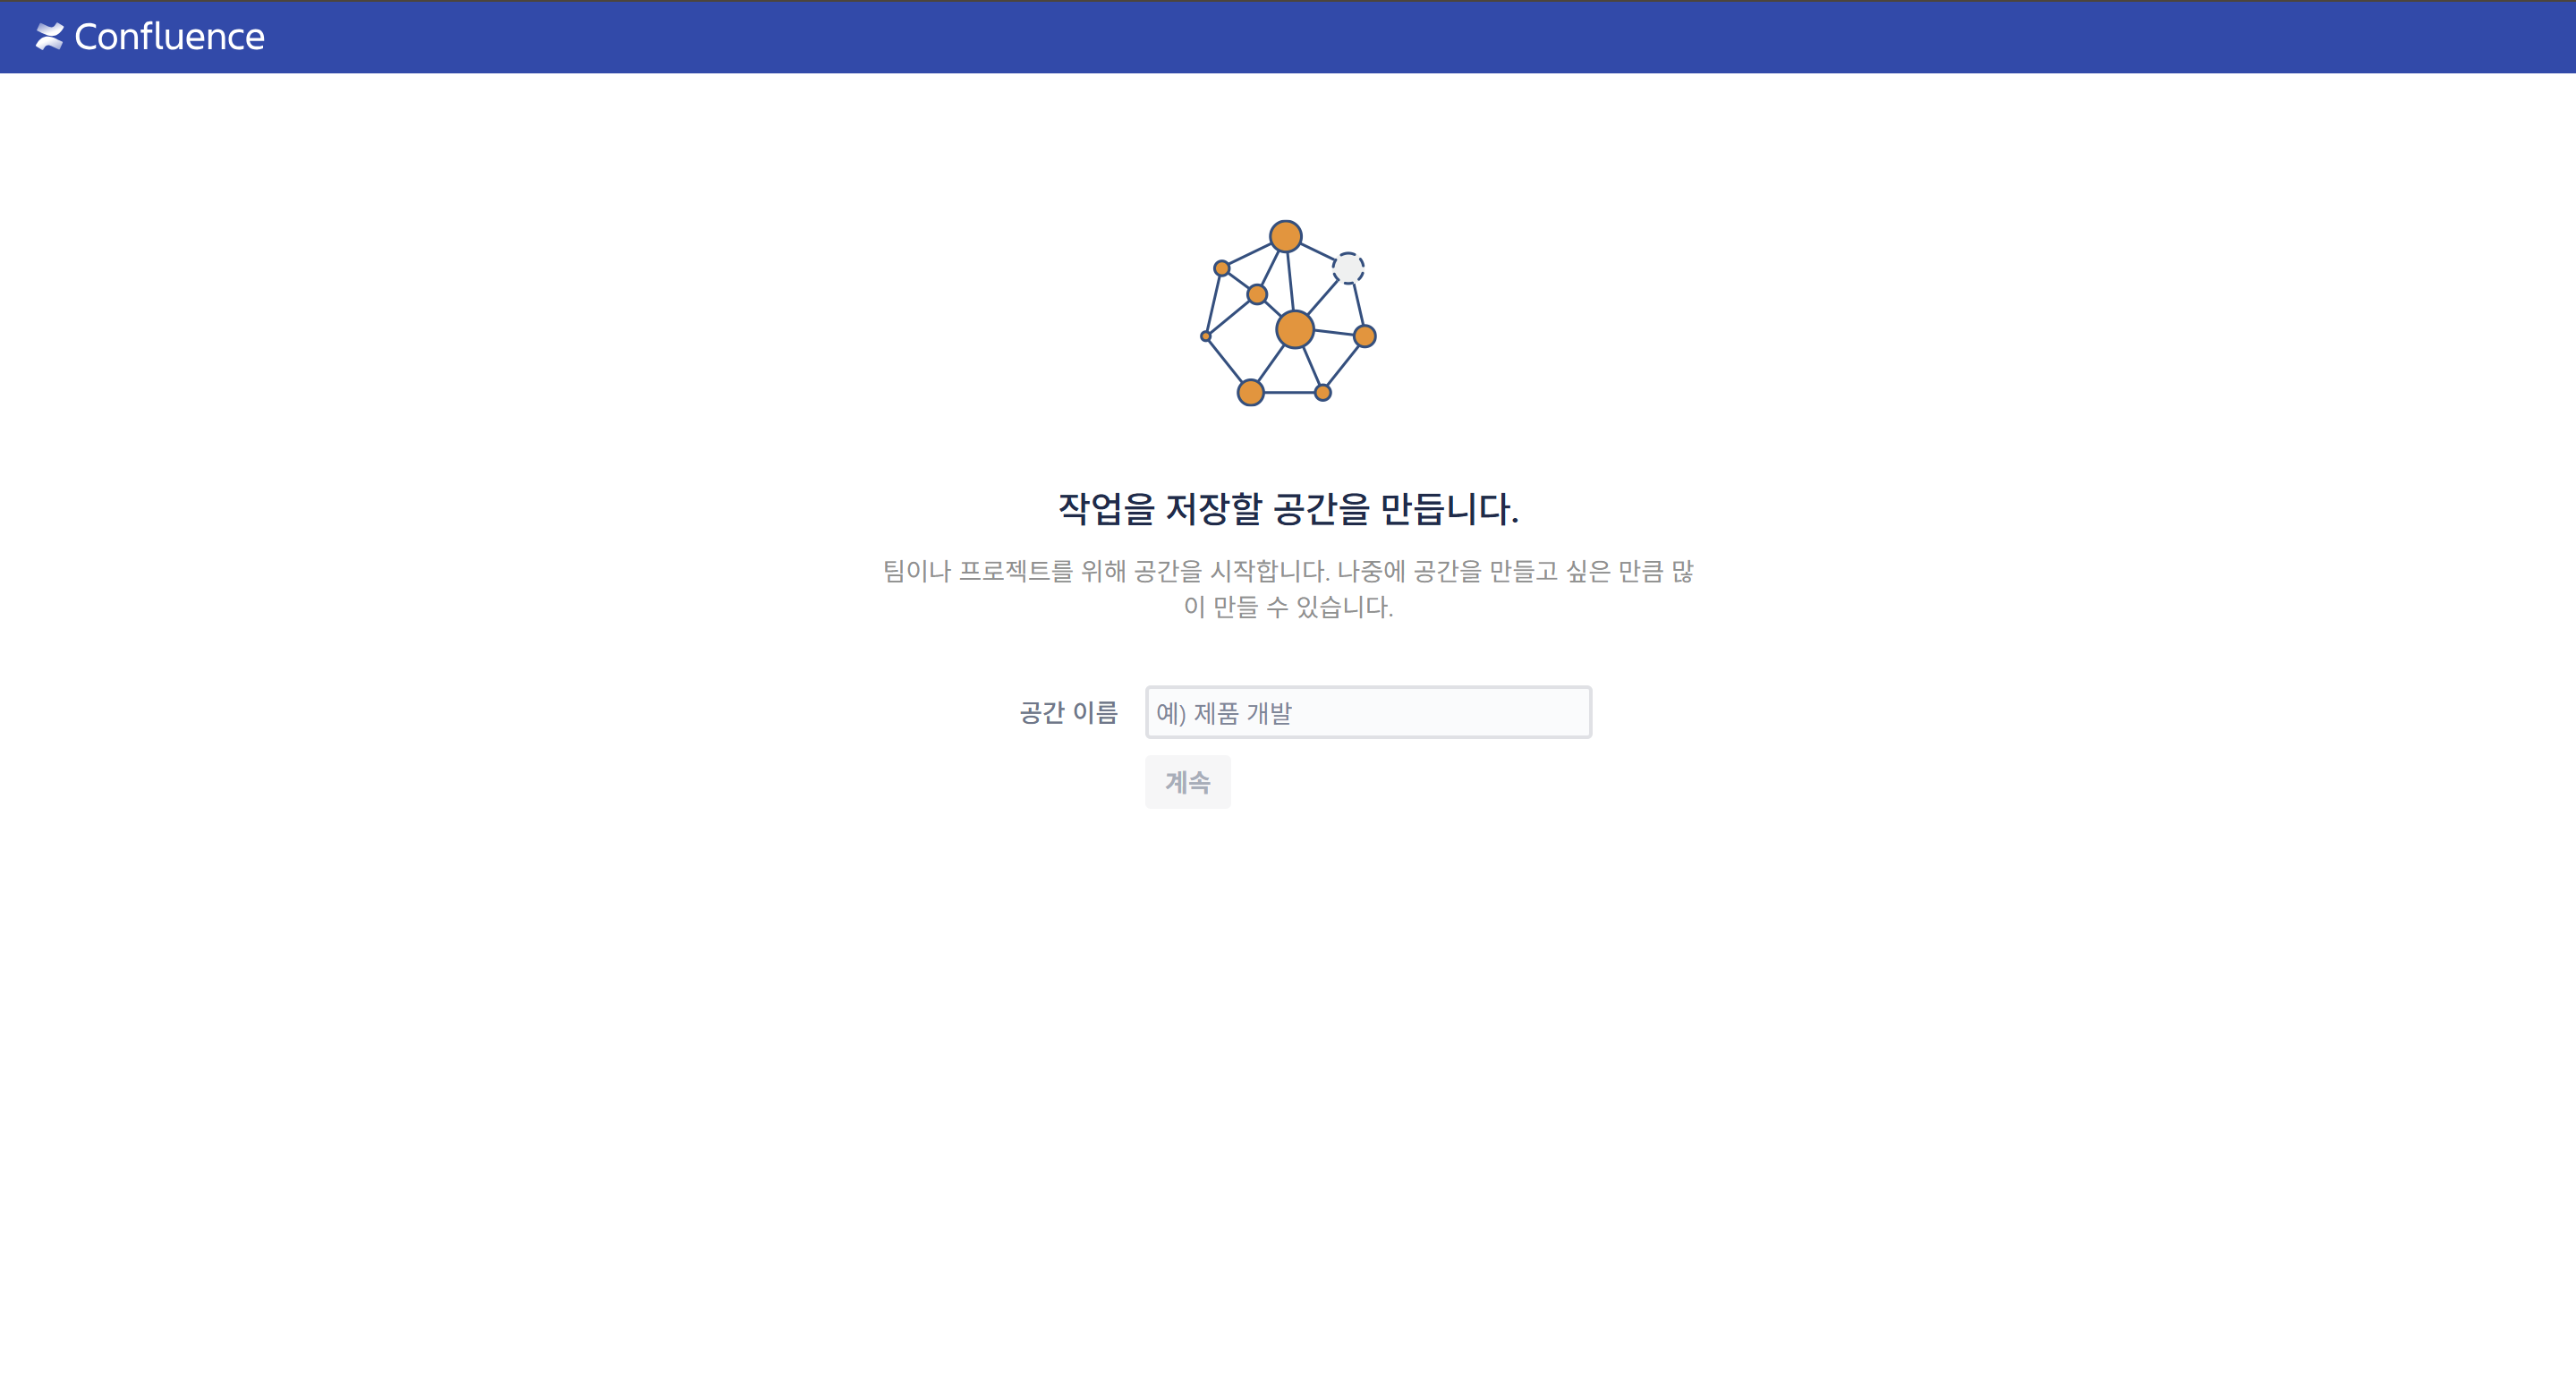 Confluence
작업을 저장할 공간을 만듭니다.
팀이나 프로젝트를 위해 공간을 시작합니다. 나중에 공간을 만들고 싶은 만큼 많
이 만들 수 있습니다.
공간 이름
예) 제품 개발
계속